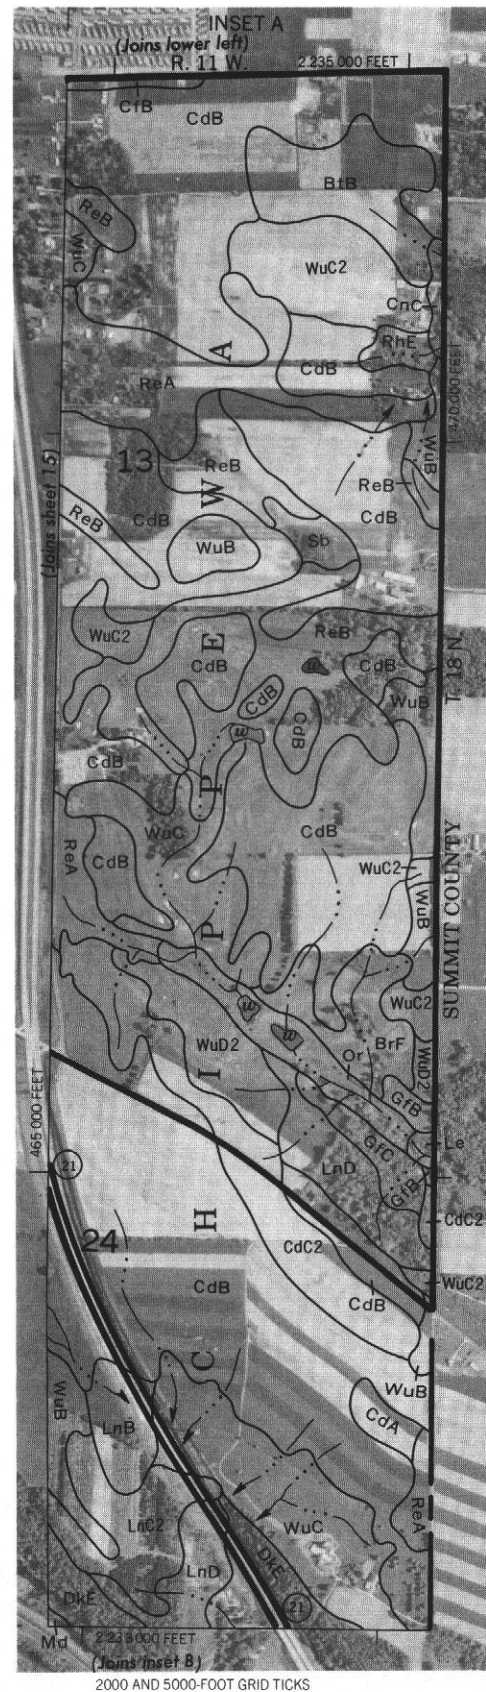 INSET A
(Joins lower left)
R. 11 W.
2 235 000 FEET
CfB
CdB
BtB
ReB
WuC
WuC2
CnC
RhE
A
CdB
ReA
470 000 FEET
WuB
13
ReB
ReB
CdB
CdB
W
(Joins sheet 15)
ReB
WuB
Sb
WuC2
ReB
E
CdB
CdB
w
T. 18 N.
WuB
CdB
CdB
w
CdB
P
WuC
CdB
ReA
CdB
WuC2
WuB
SUMMIT COUNTY
P
WuC2
w
w
WuD2
BrF
Or
WuD2
I
GfB
465 000 FEET
Le
GfC
LnD
GfB
21
CdC2
H
24
CdC2
WuC2
CdB
CdB
WuB
C
CdA
WuB
LnB
ReA
LnC2
WuC
LnD
DkE
DkE
21
Md
2 233 000 FEET
(Joins inset B)
2000 AND 5000-FOOT GRID TICKS